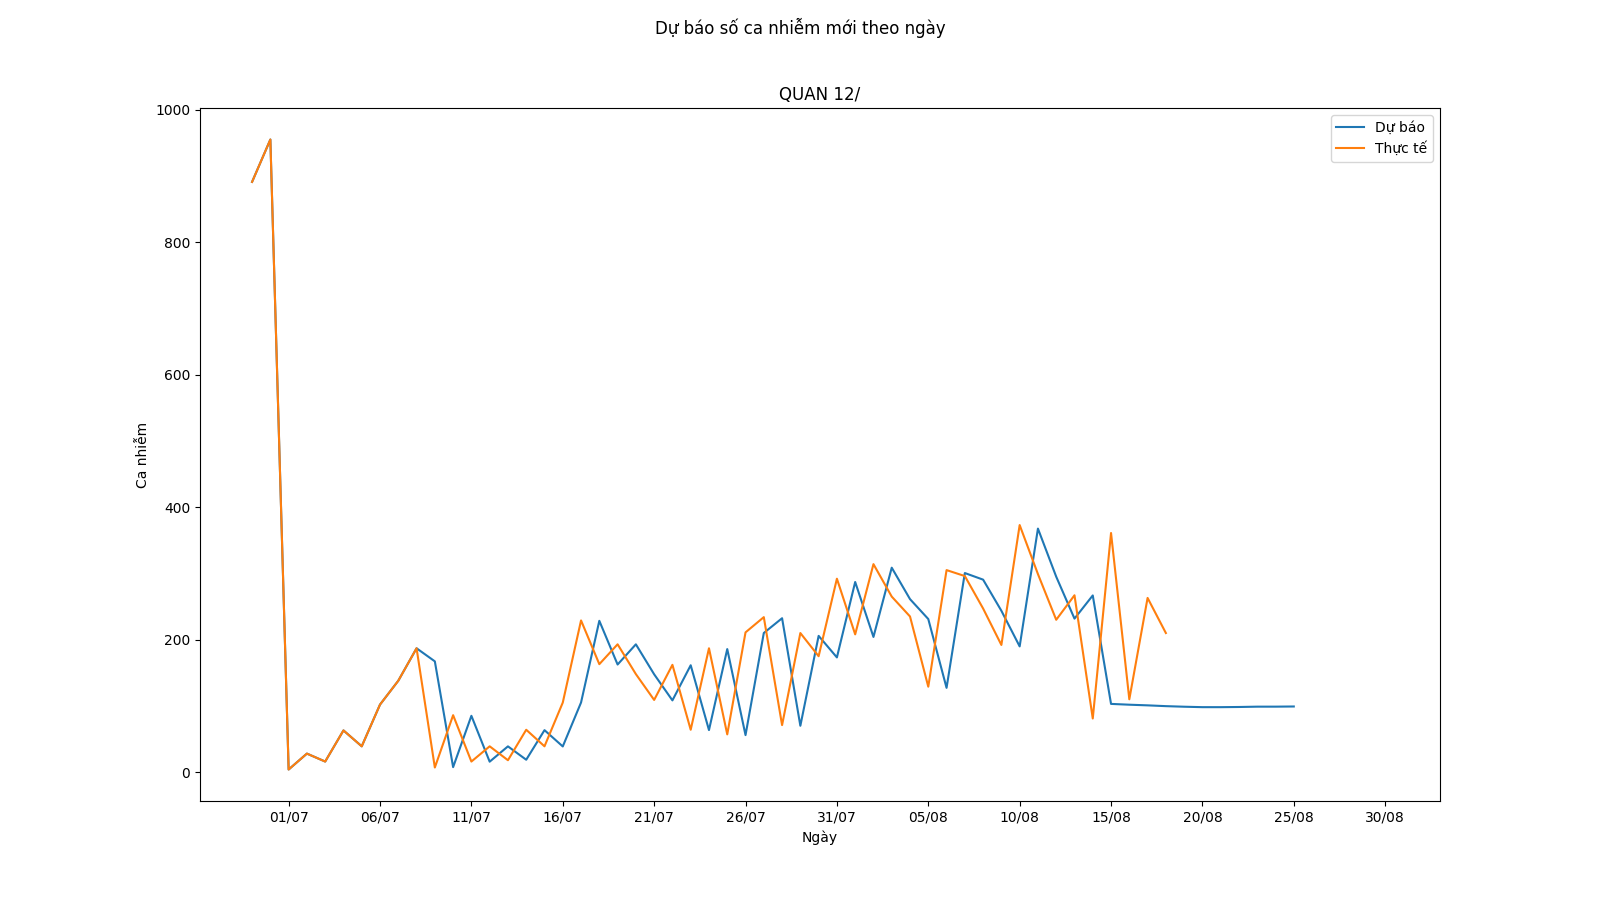 Dự báo số ca nhiễm mới theo ngày
QUAN 12/
Dự báo
Thực tế
1000
800
600
400
200
0
Ca nhiễm
01/07 06/07 11/07 16/07 21/07 26/07 31/07 05/08 10/08 15/08 20/08 25/08 30/08
Ngày